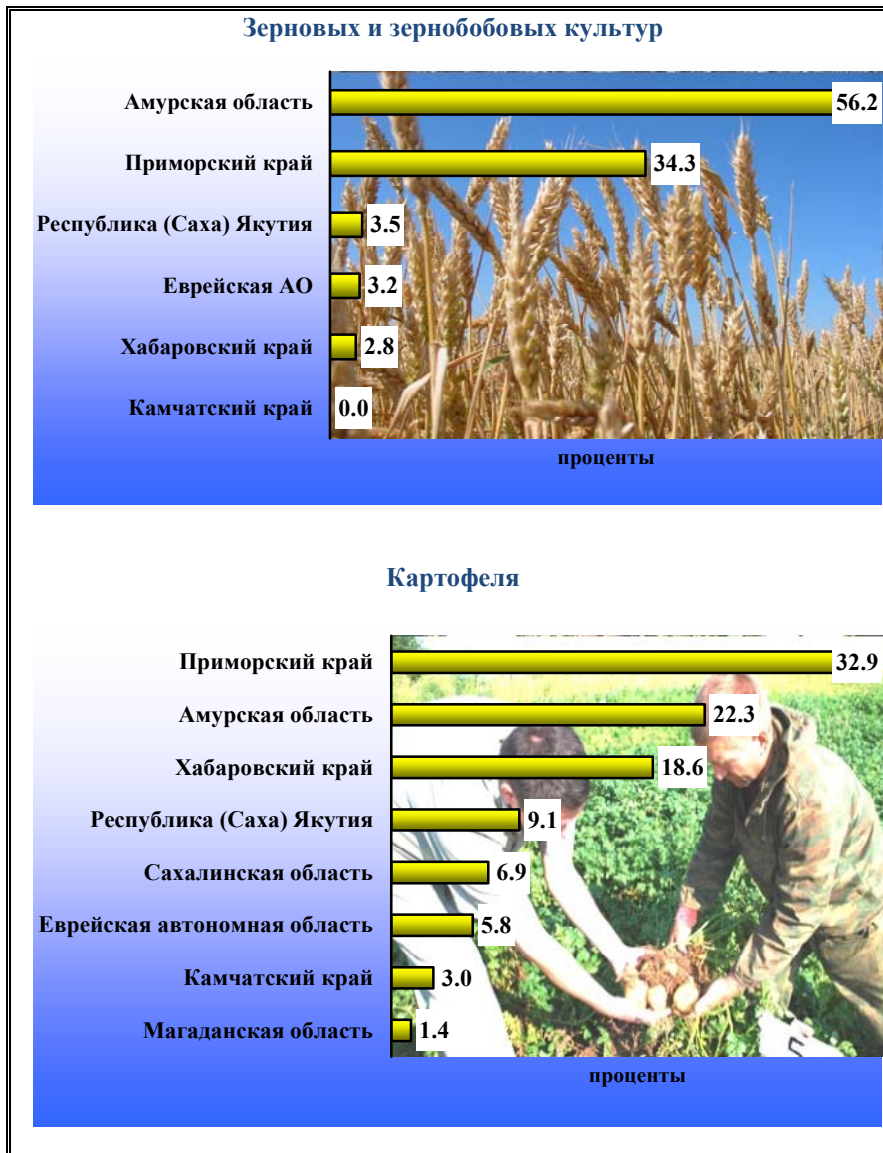 Зерновых и зернобобовых культур
Амурская область 56.2
Приморский край 34.3
Республика (Саха) Якутия 3.5
Еврейская АО 3.2
Хабаровский край 2.8
Камчатский край 0.0
проценты
Картофеля
Приморский край 32.9
Амурская область 22.3
Хабаровский край 18.6
Республика (Саха) Якутия 9.1
Сахалинская область 6.9
Еврейская автономная область 5.8
Камчатский край 3.0
Магаданская область 1.4
проценты